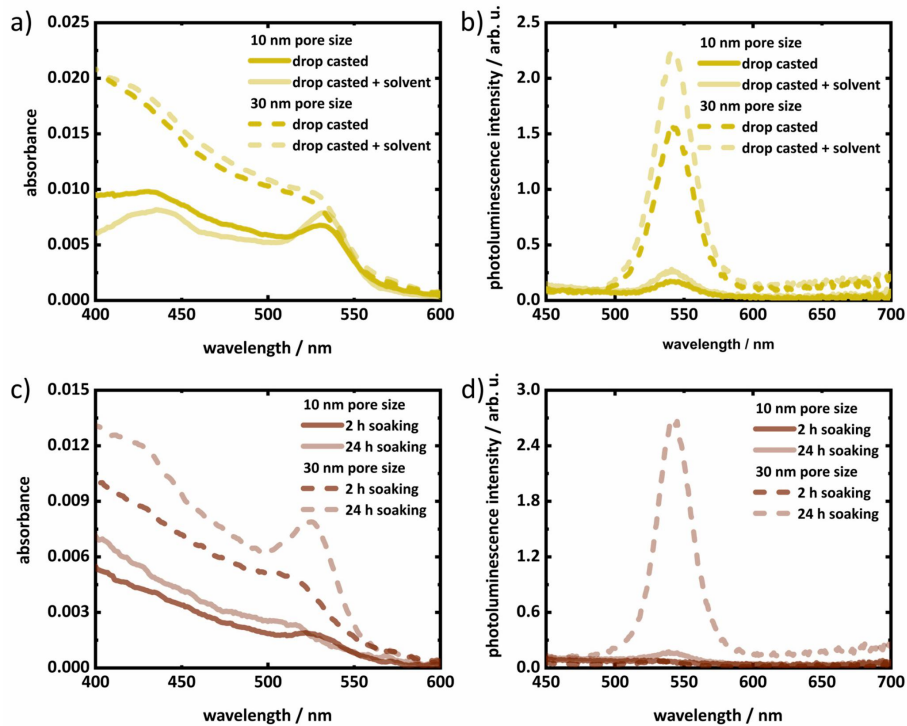 a)
0.025
0.020
0.015
0.010
0.005
0.000
absorbance
10 nm pore size
drop casted
drop casted + solvent
30 nm pore size
drop casted
drop casted + solvent
400 450 500 550 600
wavelength / nm
b)
2.5
2.0
1.5
1.0
0.5
0.0
photoluminescence intensity / arb. u.
10 nm pore size
drop casted
drop casted + solvent
30 nm pore size
drop casted
drop casted + solvent
450 500 550 600 650 700
wavelength / nm
c)
0.015
0.012
0.009
0.006
0.003
0.000
absorbance
10 nm pore size
2 h soaking
24 h soaking
30 nm pore size
2 h soaking
24 h soaking
400 450 500 550 600
wavelength / nm
d)
3.0
2.4
1.8
1.2
0.6
0.0
photoluminescence intensity / arb. u.
10 nm pore size
2 h soaking
24 h soaking
30 nm pore size
2 h soaking
24 h soaking
450 500 550 600 650 700
wavelength / nm